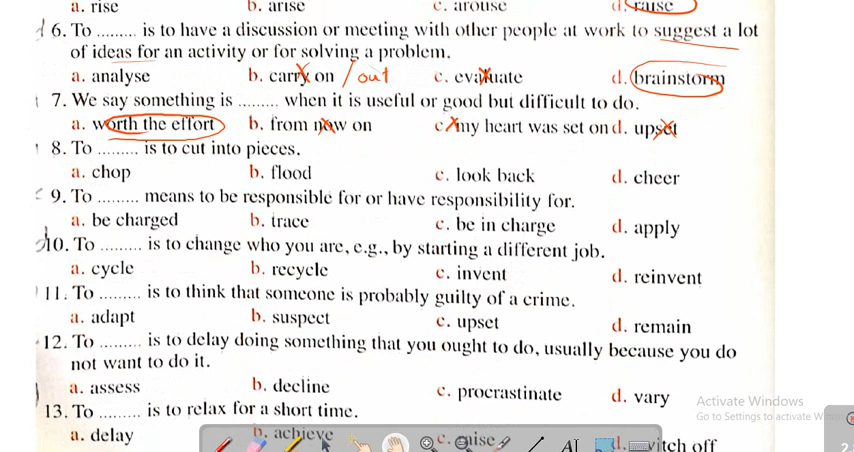 a. rise b. arise c. arouse d. raise
6. To ......... is to have a discussion or meeting with other people at work to suggest a lot
of ideas for an activity or for solving a problem.
a. analyse b. carry on / out c. evaluate d. brainstorm
7. We say something is ......... when it is useful or good but difficult to do.
a. worth the effort b. from now on c. my heart was set on d. upset
8. To ......... is to cut into pieces.
a. chop b. flood c. look back d. cheer
9. To ......... means to be responsible for or have responsibility for.
a. be charged b. trace c. be in charge d. apply
10. To ......... is to change who you are, e.g., by starting a different job.
a. cycle b. recycle c. invent d. reinvent
11. To ......... is to think that someone is probably guilty of a crime.
a. adapt b. suspect c. upset d. remain
12. To ......... is to delay doing something that you ought to do, usually because you do
not want to do it.
a. assess b. decline c. procrastinate d. vary
Activate Windows
Go to Settings to activate
13. To ......... is to relax for a short time.
a. delay b. achieve c. raise d. switch off